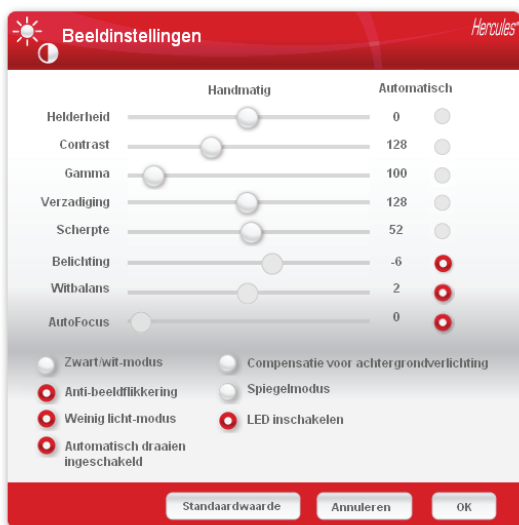 Beeldinstellingen
Hercules
Handmatig Automatisch
Helderheid 0
Contrast 128
Gamma 100
Verzadiging 128
Scherpte 52
Belichting -6
Witbalans 2
AutoFocus 0
Zwart/wit-modus
Compensatie voor achtergrondverlichting
Anti-beeldflikkering
Spiegelmodus
Weinig licht-modus
LED inschakelen
Automatisch draaien
ingeschakeld
Standaardwaarde Annuleren OK